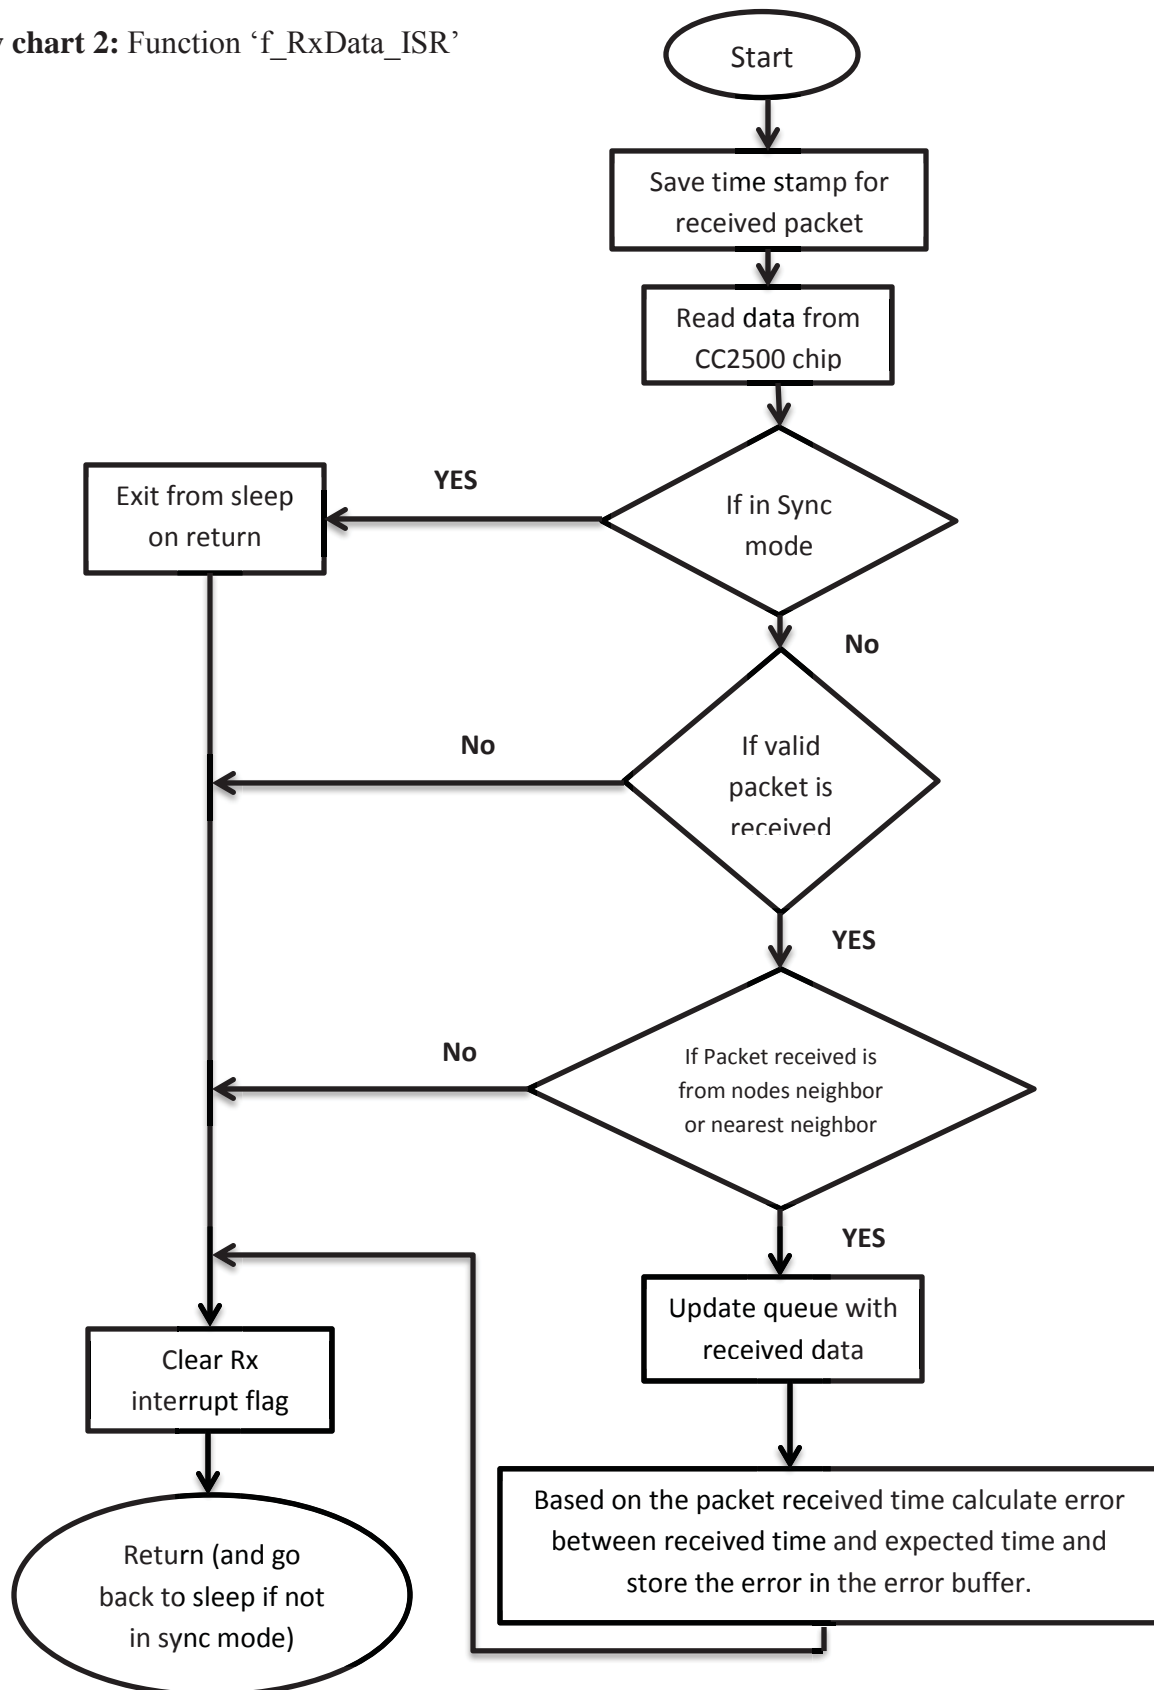 chart 2: Function ‘f_RxData_ISR’
Start
Save time stamp for
received packet
Read data from
CC2500 chip
YES
Exit from sleep
on return
If in Sync
mode
No
No
If valid
packet is
received
YES
No
If Packet received is
from nodes neighbor
or nearest neighbor
YES
Update queue with
received data
Clear Rx
interrupt flag
Based on the packet received time calculate error
between received time and expected time and
store the error in the error buffer.
Return (and go
back to sleep if not
in sync mode)